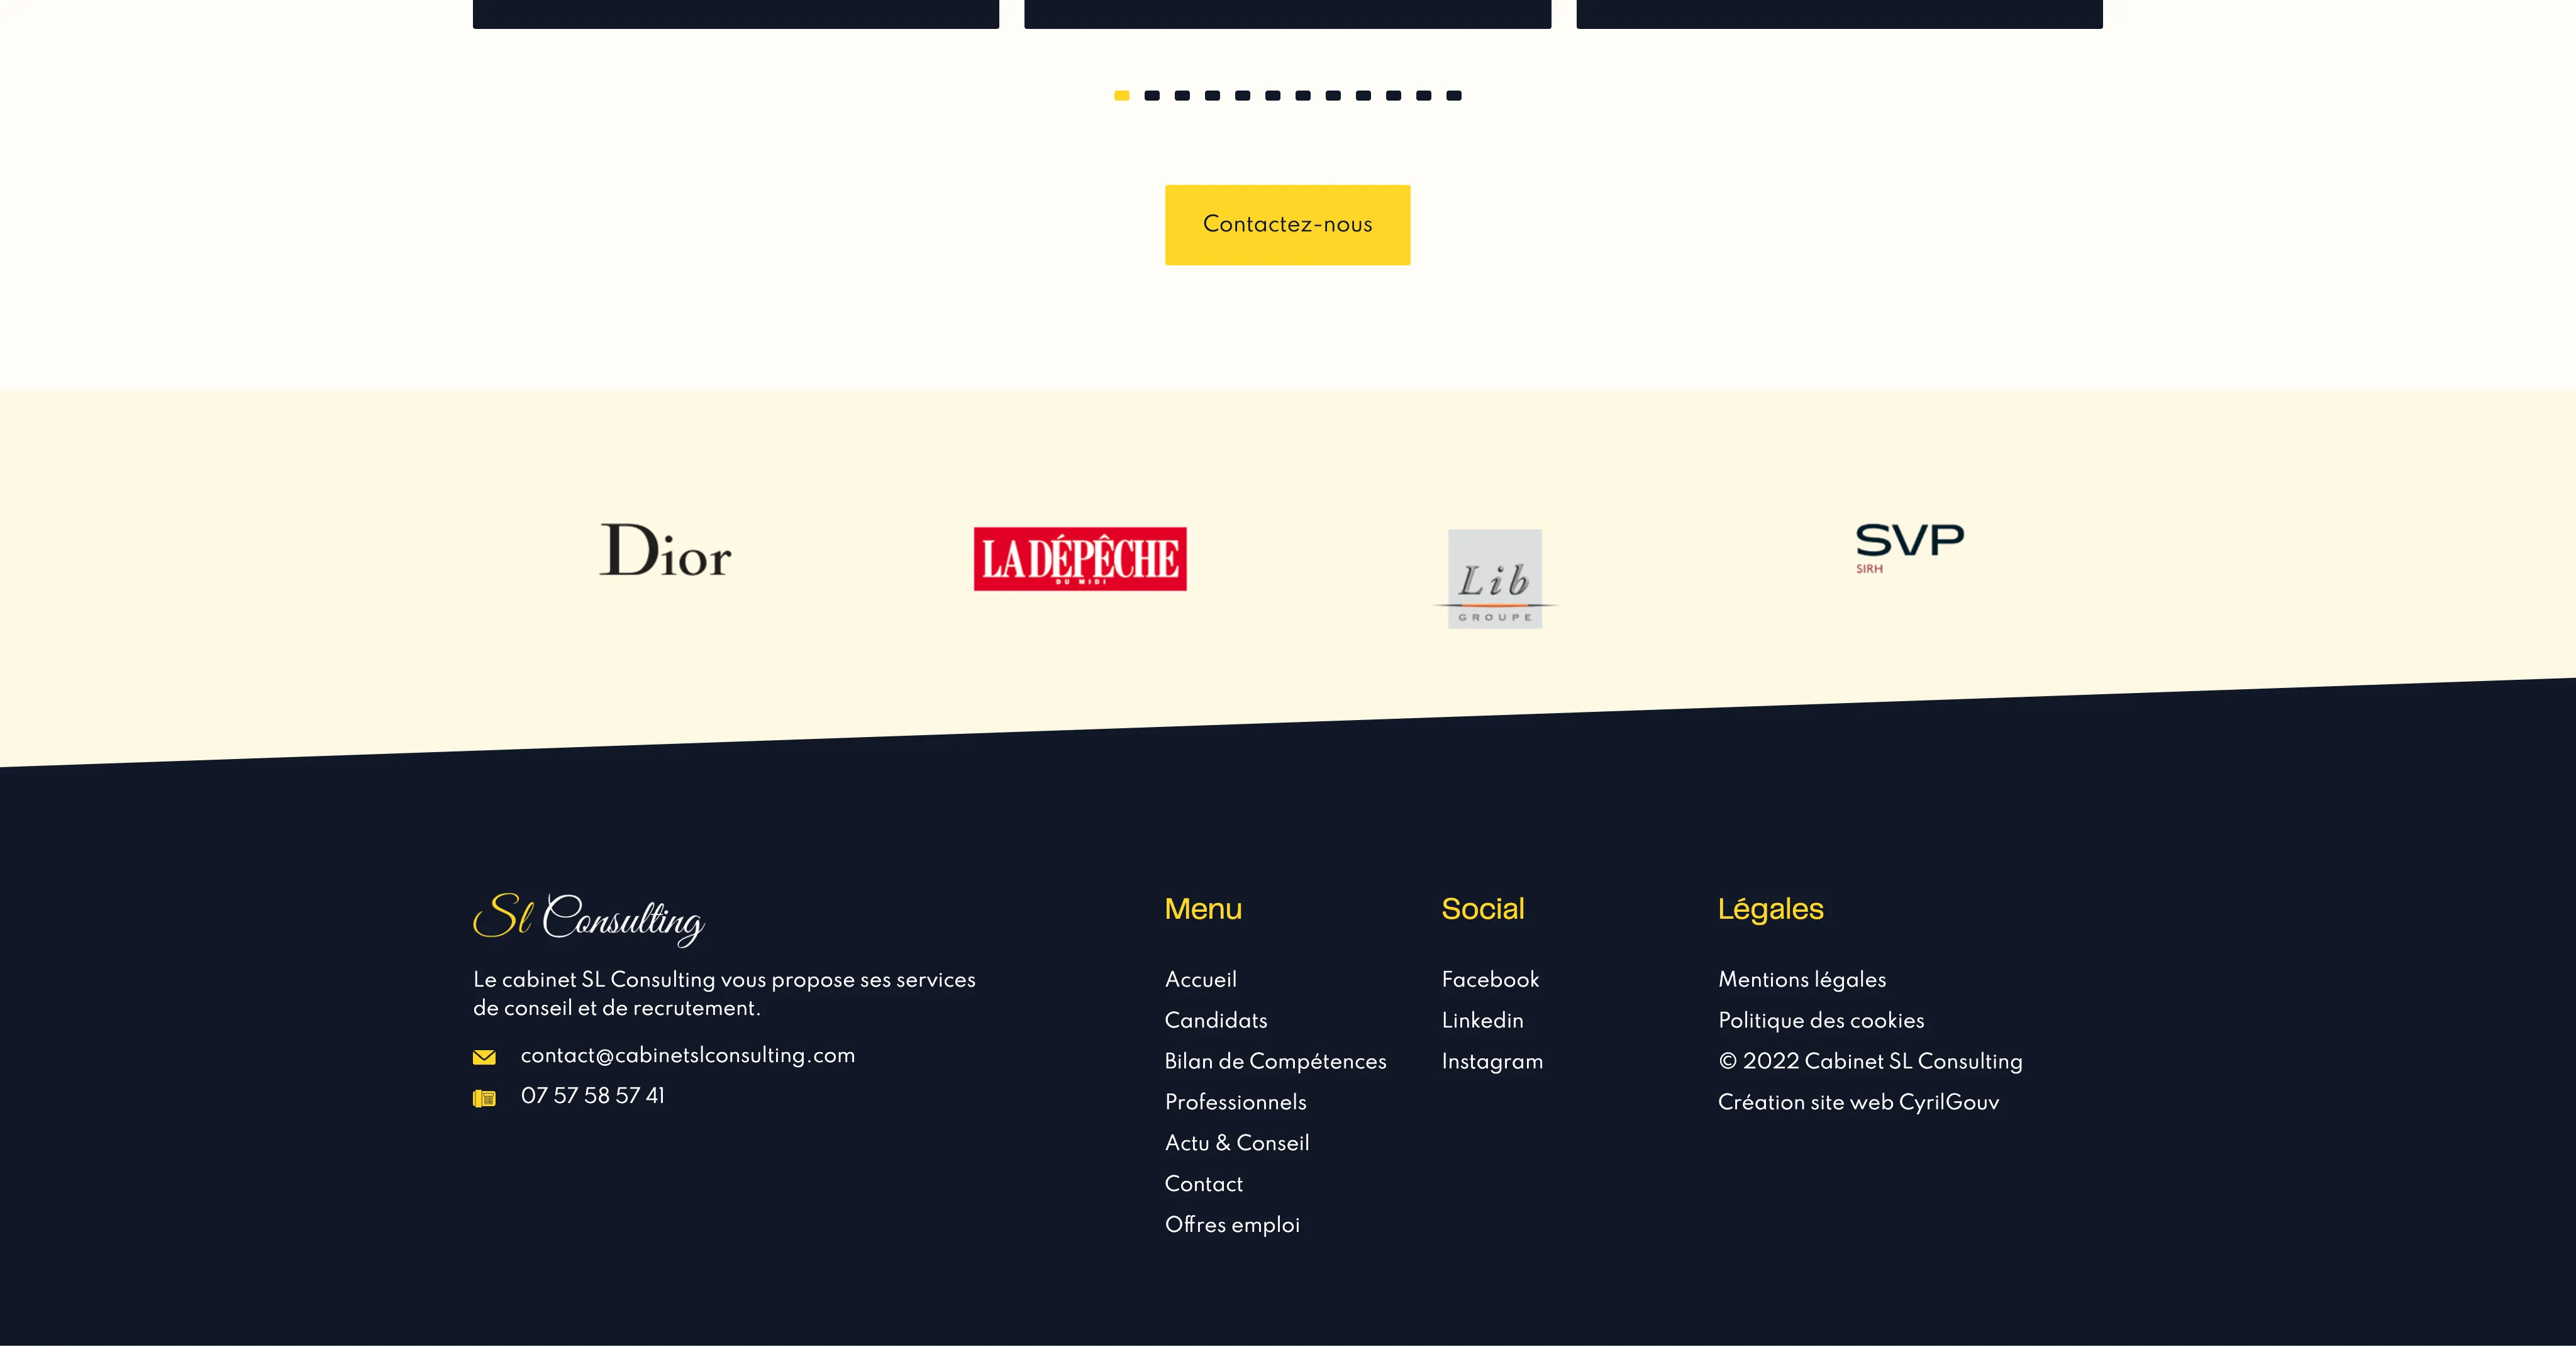 Contactez-nous
Dior
LA DÉPÊCHE
DU MIDI
Lib
GROUPE
SVP
SIRH
Sl Consulting
Le cabinet SL Consulting vous propose ses services
de conseil et de recrutement.
contact@cabinetslconsulting.com
07 57 58 57 41
Menu
Accueil
Candidats
Bilan de Compétences
Professionnels
Actu & Conseil
Contact
Offres emploi
Social
Facebook
Linkedin
Instagram
Légales
Mentions légales
Politique des cookies
© 2022 Cabinet SL Consulting
Création site web CyrilGouv